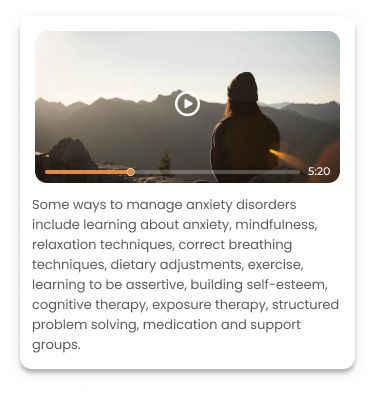 5:20
Some ways to manage anxiety disorders
include learning about anxiety, mindfulness,
relaxation techniques, correct breathing
techniques, dietary adjustments, exercise,
learning to be assertive, building self-esteem,
cognitive therapy, exposure therapy, structured
problem solving, medication and support
groups.